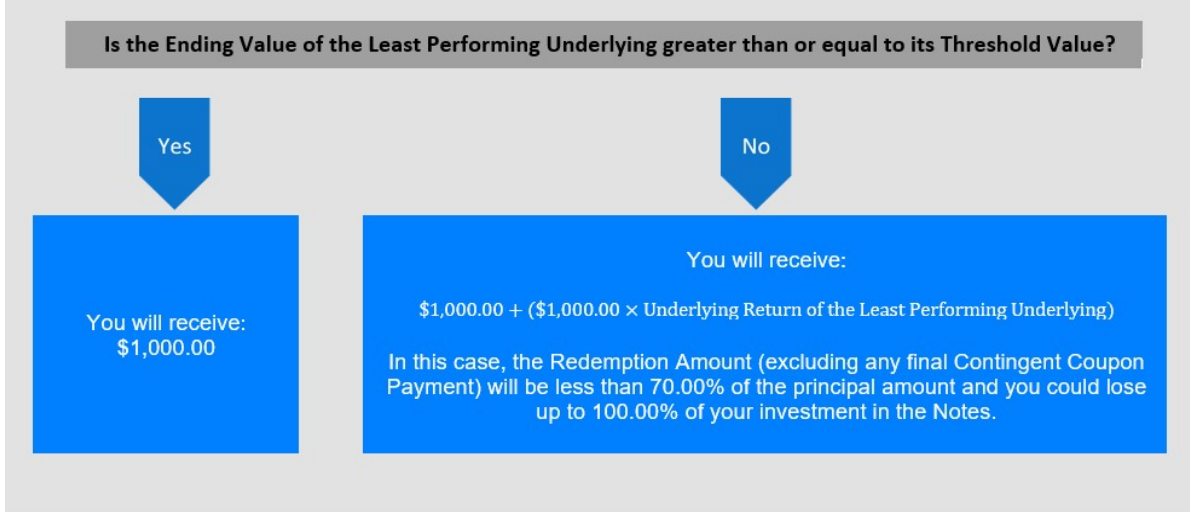 Is the Ending Value of the Least Performing Underlying greater than or equal to its Threshold Value?
Yes
No
You will receive:
$1,000.00
You will receive:
$1,000.00 + ($1,000.00 × Underlying Return of the Least Performing Underlying)
In this case, the Redemption Amount (excluding any final Contingent Coupon
Payment) will be less than 70.00% of the principal amount and you could lose
up to 100.00% of your investment in the Notes.